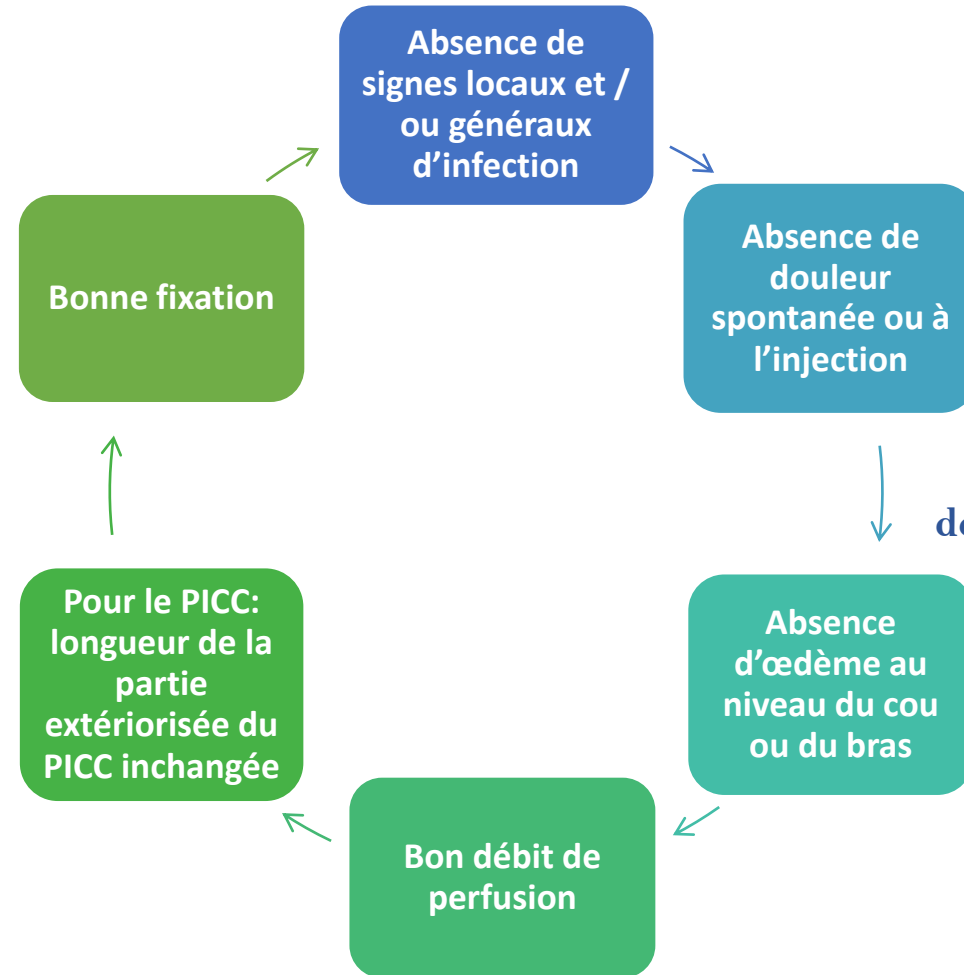 Absence de
signes locaux et /
ou généraux
d'infection
Absence de
douleur
spontanée ou à
l'injection
Absence
d'œdème au
niveau du cou
ou du bras
Bon débit de
perfusion
Pour le PICC:
longueur de la
partie
extériorisée du
PICC inchangée
Bonne fixation